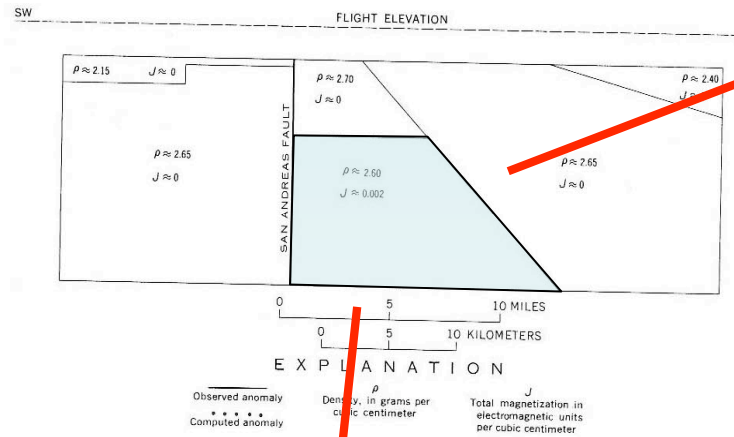 SW
FLIGHT ELEVATION
ρ ≈ 2.15 J ≈ 0
ρ ≈ 2.70
J ≈ 0
ρ ≈ 2.40
J ≈
ρ ≈ 2.65
J ≈ 0
SAN ANDREAS FAULT
ρ ≈ 2.60
J ≈ 0.002
ρ ≈ 2.65
J ≈ 0
0 5 10 MILES
0 5 10 KILOMETERS
EXPLANATION
Observed anomaly
Computed anomaly
ρ
Density, in grams per
cubic centimeter
J
Total magnetization in
electromagnetic units
per cubic centimeter